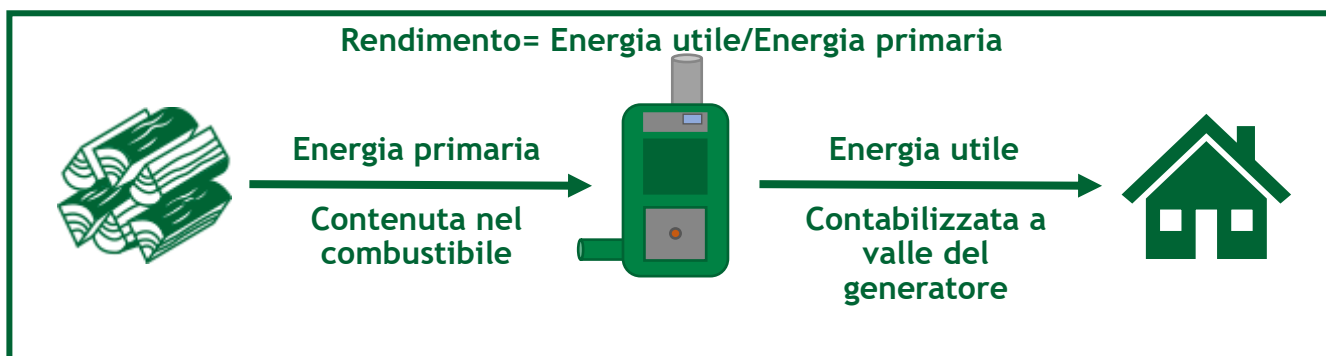 Rendimento= Energia utile/Energia primaria
Energia primaria
Contenuta nel
combustibile
Energia utile
Contabilizzata a
valle del
generatore